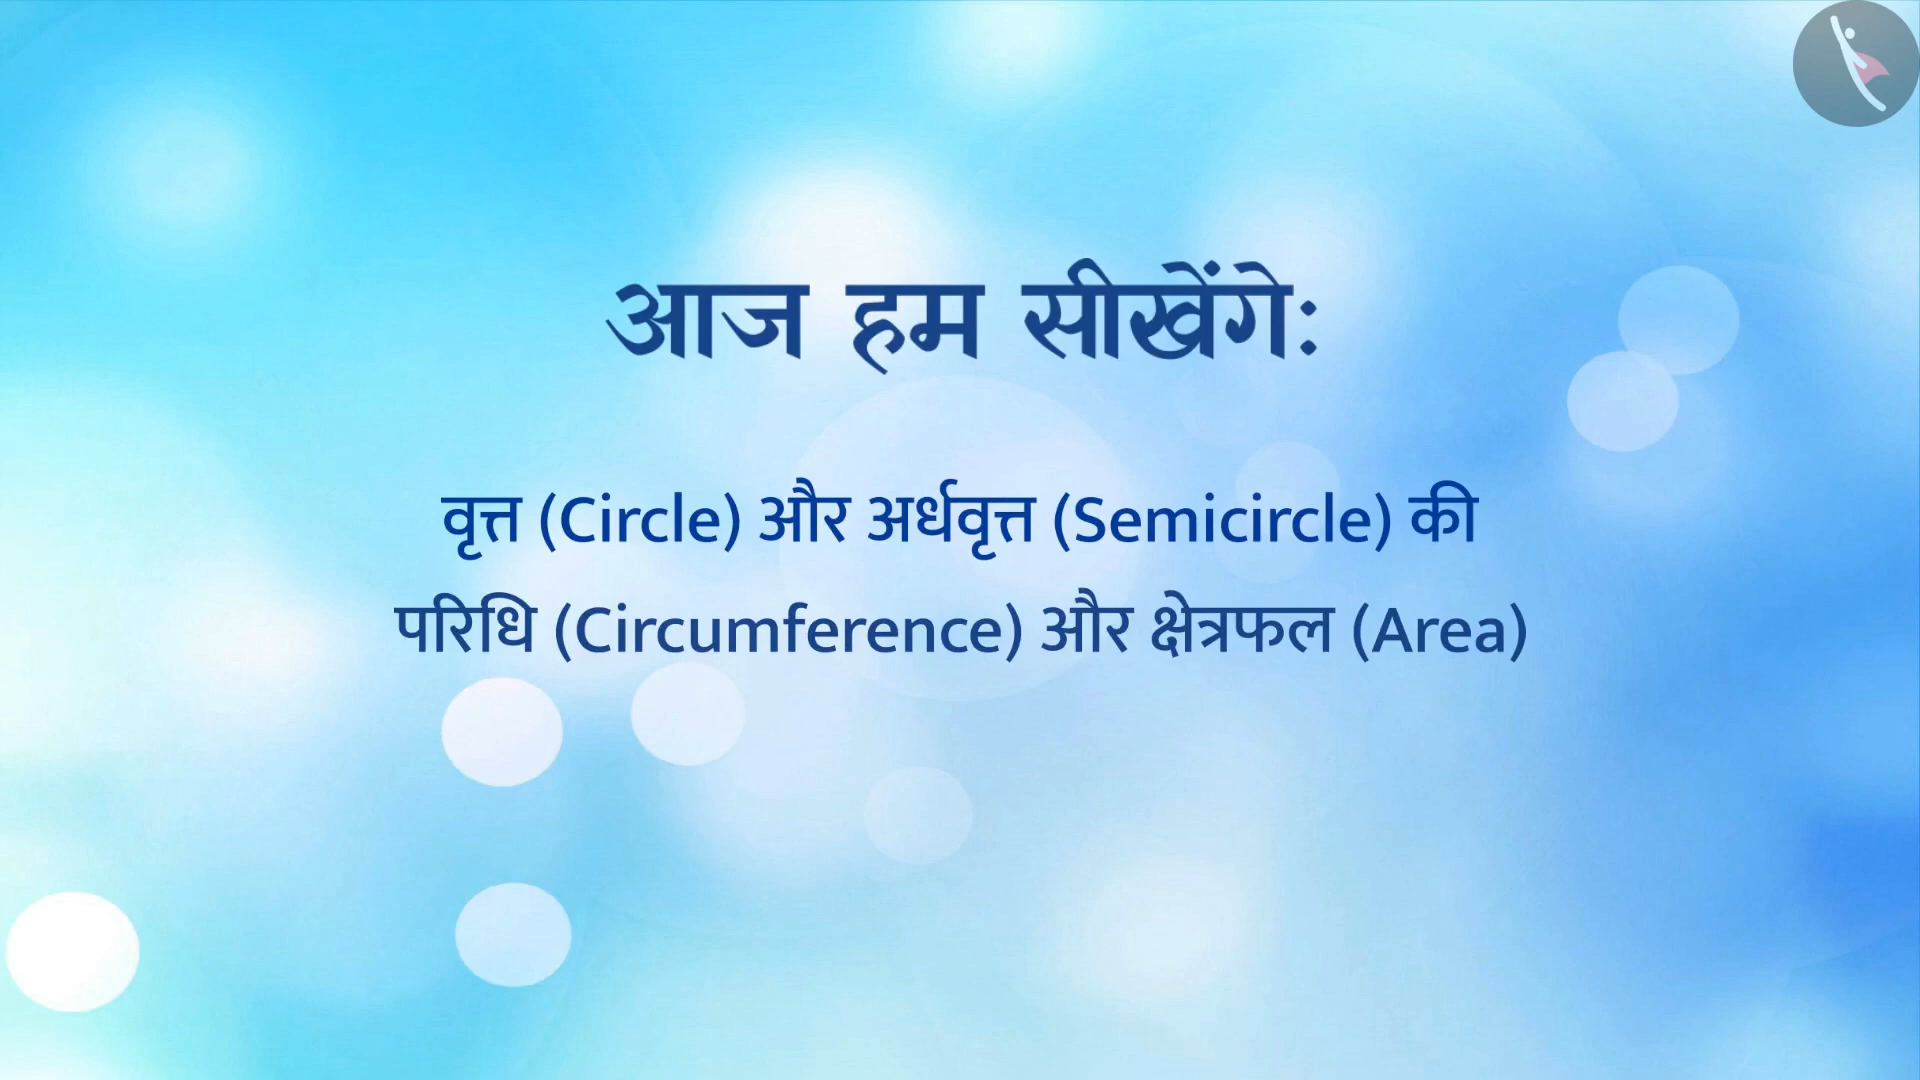 आज हम सीखेंगे:
वृत्त (Circle) और अर्धवृत्त (Semicircle) की
परिधि (Circumference) और क्षेत्रफल (Area)